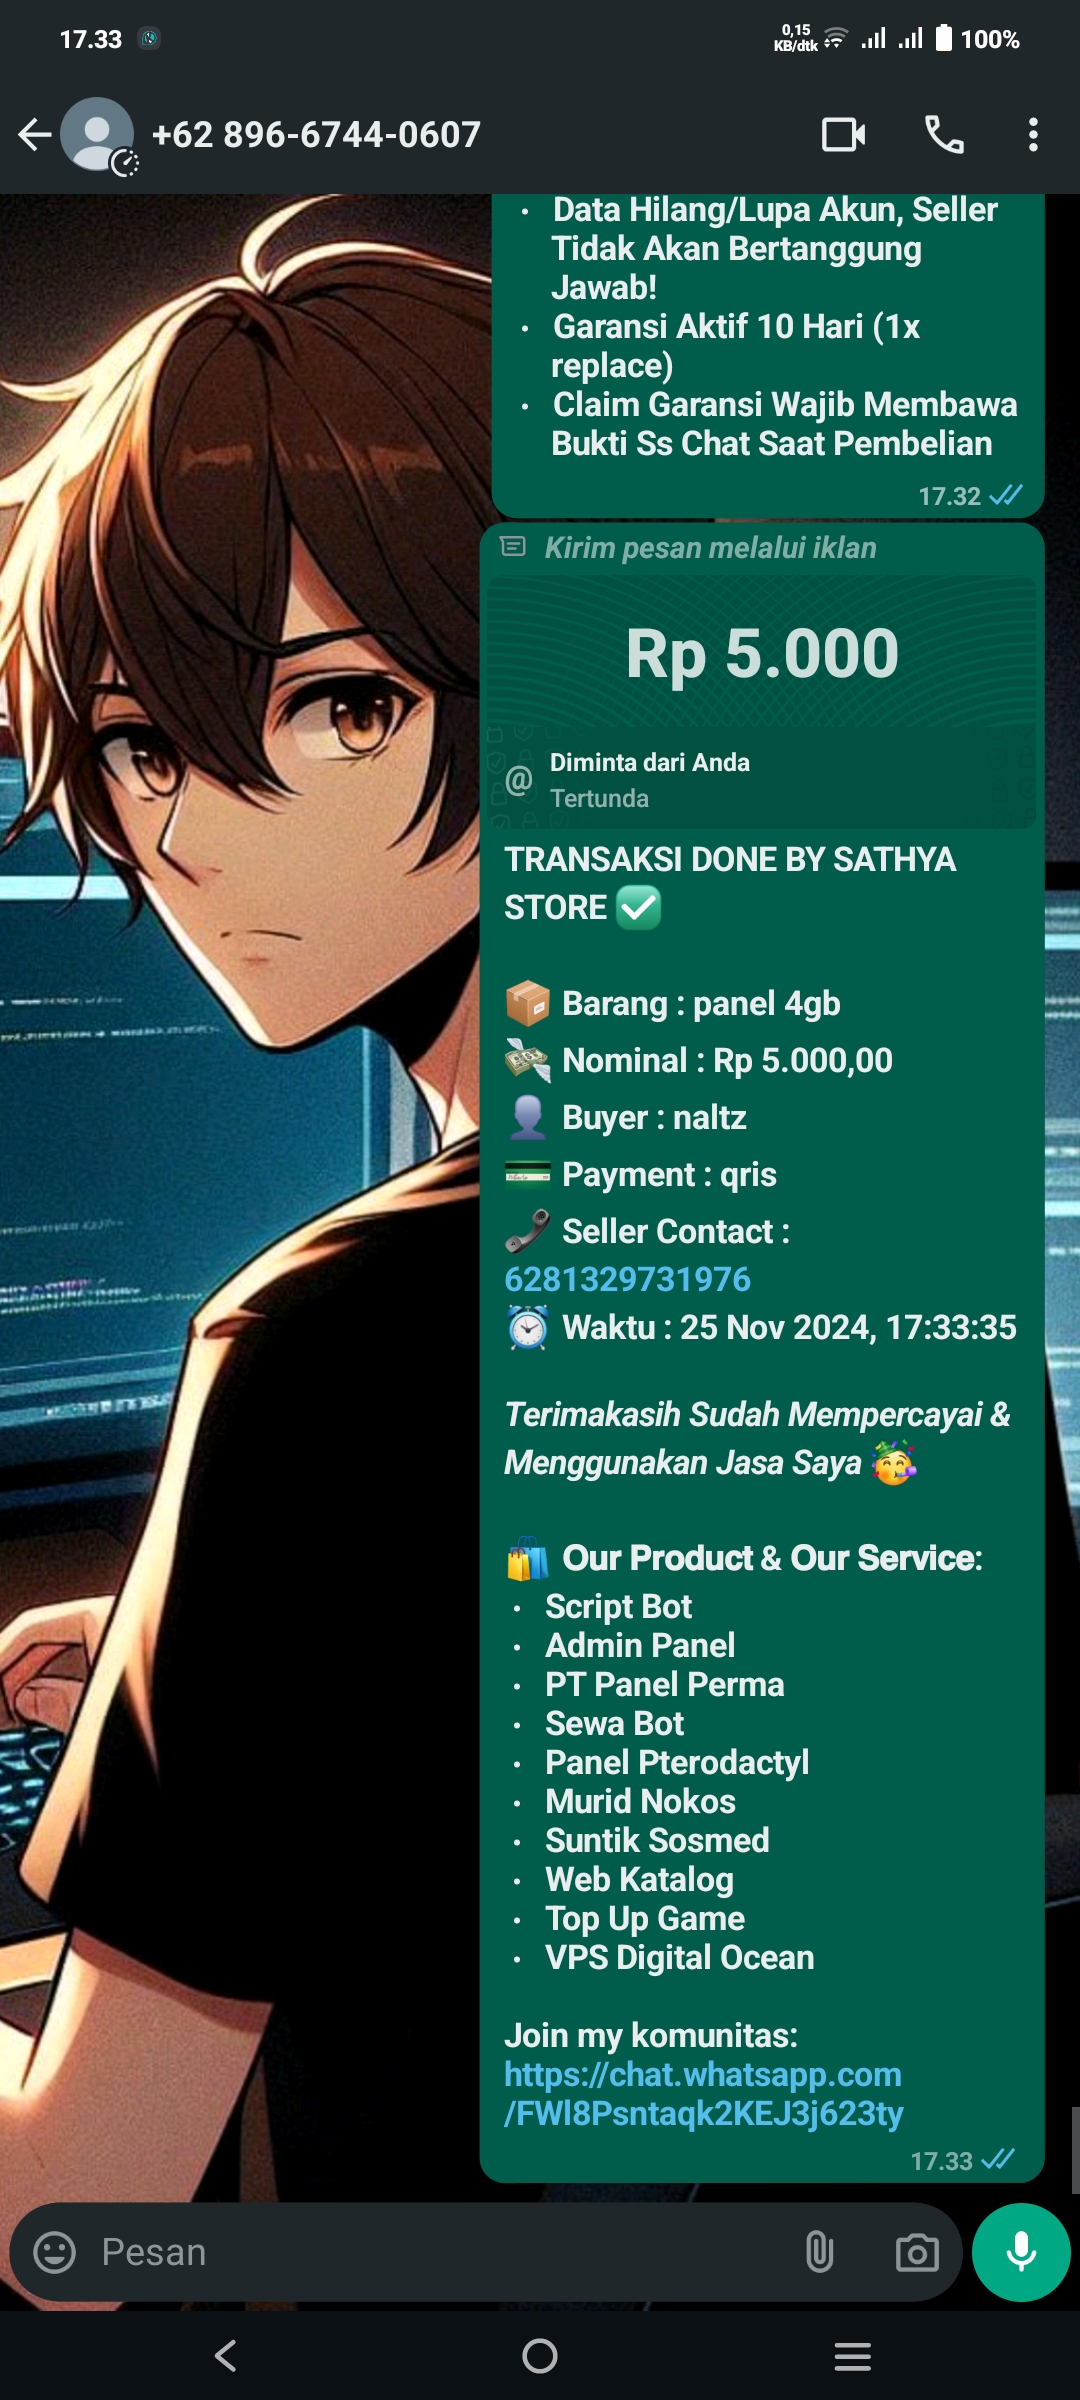 17.33
0,15
KB/dtk
100%
+62 896-6744-0607
• Data Hilang/Lupa Akun, Seller
Tidak Akan Bertanggung
Jawab!
• Garansi Aktif 10 Hari (1x
replace)
• Claim Garansi Wajib Membawa
Bukti Ss Chat Saat Pembelian
17.32
Kirim pesan melalui iklan
Rp 5.000
@
Diminta dari Anda
Tertunda
TRANSAKSI DONE BY SATHYA
STORE ✅
📦 Barang : panel 4gb
💸 Nominal : Rp 5.000,00
👤 Buyer : naltz
💳 Payment : qris
📞 Seller Contact :
6281329731976
⏰ Waktu : 25 Nov 2024, 17:33:35
Terimakasih Sudah Mempercayai &
Menggunakan Jasa Saya 🥳
🛍️ Our Product & Our Service:
• Script Bot
• Admin Panel
• PT Panel Perma
• Sewa Bot
• Panel Pterodactyl
• Murid Nokos
• Suntik Sosmed
• Web Katalog
• Top Up Game
• VPS Digital Ocean
Join my komunitas:
https://chat.whatsapp.com
/FWl8Psntaqk2KEJ3j623ty
17.33
Pesan